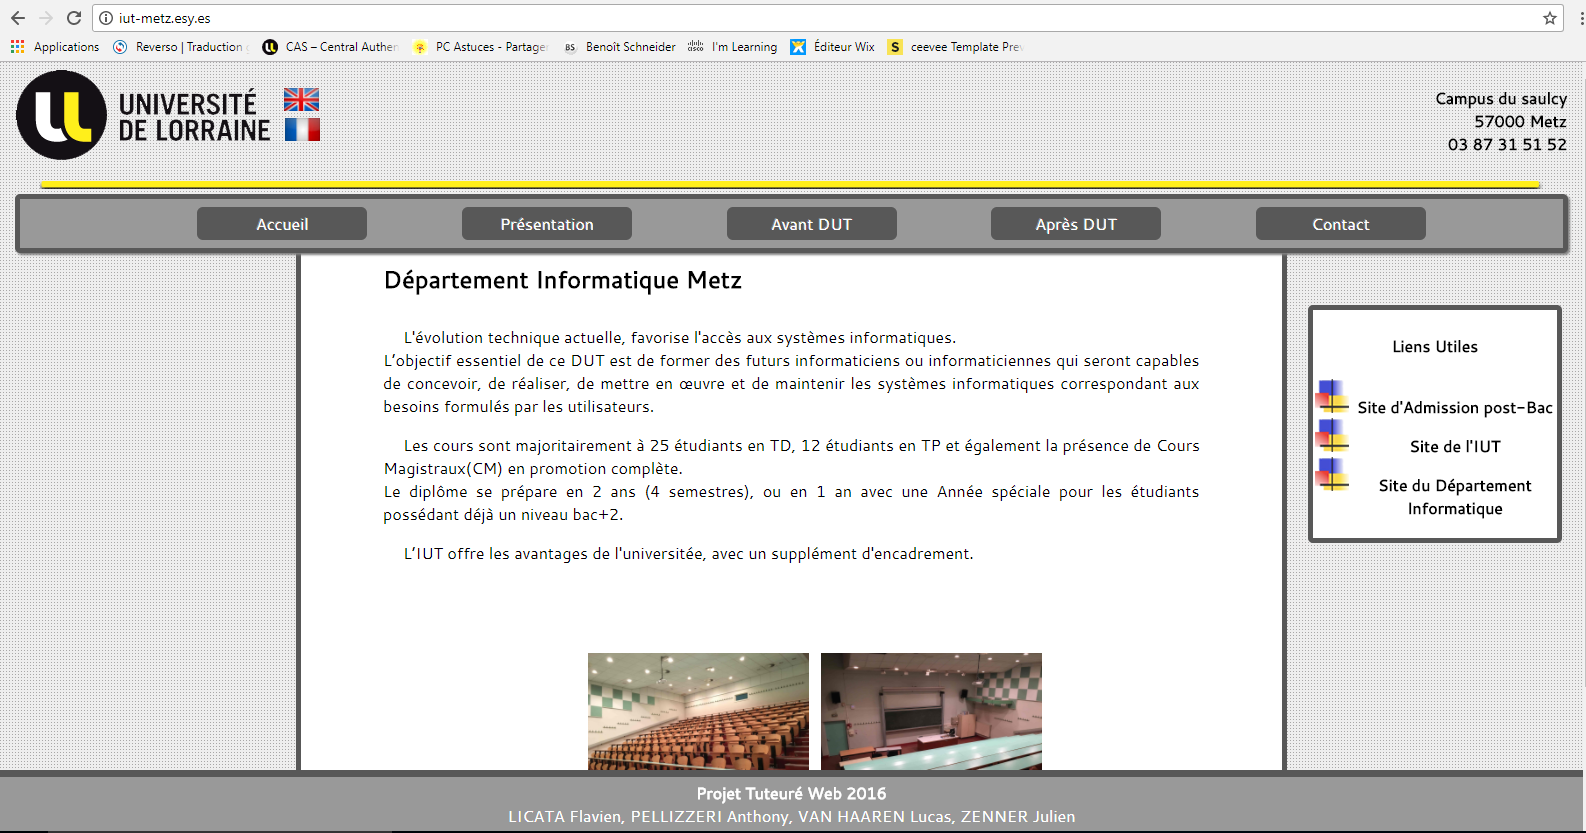 iut-metz.esy.es
Applications
Reverso | Traduction
CAS – Central Authen
PC Astuces - Partage
BS
Benoît Schneider
cisco
I'm Learning
Éditeur Wix
S
ceevee Template Prev
UNIVERSITÉ
DE LORRAINE
Campus du saulcy
57000 Metz
03 87 31 51 52
Accueil
Présentation
Avant DUT
Après DUT
Contact
Département Informatique Metz
L'évolution technique actuelle, favorise l'accès aux systèmes informatiques.
L’objectif essentiel de ce DUT est de former des futurs informaticiens ou informaticiennes qui seront capables
de concevoir, de réaliser, de mettre en œuvre et de maintenir les systèmes informatiques correspondant aux
besoins formulés par les utilisateurs.
Les cours sont majoritairement à 25 étudiants en TD, 12 étudiants en TP et également la présence de Cours
Magistraux(CM) en promotion complète.
Le diplôme se prépare en 2 ans (4 semestres), ou en 1 an avec une Année spéciale pour les étudiants
possédant déjà un niveau bac+2.
L’IUT offre les avantages de l'universitée, avec un supplément d'encadrement.
Liens Utiles
Site d'Admission post-Bac
Site de l'IUT
Site du Département
Informatique
Projet Tuteuré Web 2016
LICATA Flavien, PELLIZZERI Anthony, VAN HAAREN Lucas, ZENNER Julien